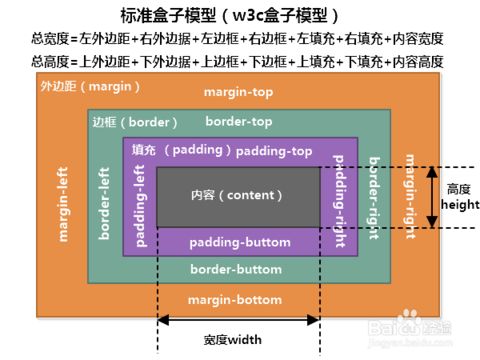 标准盒子模型（w3c盒子模型）
总宽度=左外边距+右外边据+左边框+右边框+左填充+右填充+内容宽度
总高度=上外边距+下外边距+上边框+下边框+上填充+下填充+内容高度
外边距（margin）
margin-top
边框（border）
border-top
填充（padding）padding-top
margin-left
border-left
padding-left
内容（content）
padding-right
border-right
margin-right
高度
height
padding-buttom
border-buttom
margin-bottom
宽度width
Baidu 经验
jingyan.baidu.com